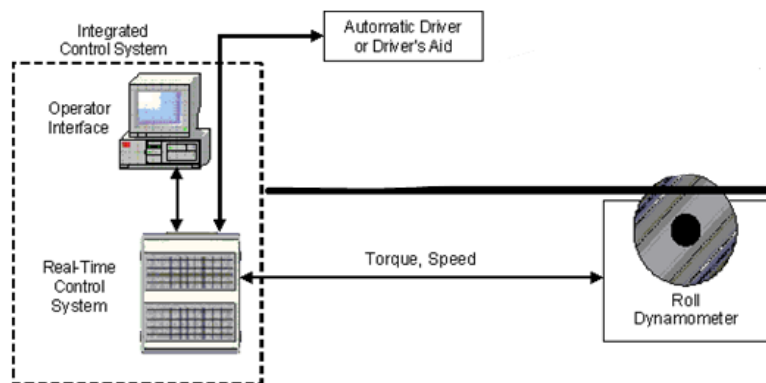 Integrated
Control System
Automatic Driver
or Driver's Aid
Operator
Interface
Real-Time
Control
System
Torque, Speed
Roll
Dynamometer